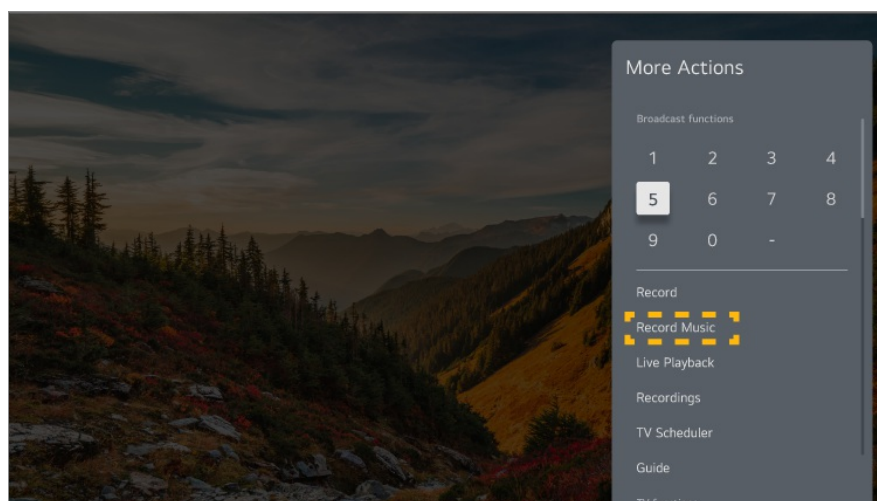 More Actions
Broadcast functions
1 2 3 4
5 6 7 8
9 0 -
Record
Record Music
Live Playback
Recordings
TV Scheduler
Guide